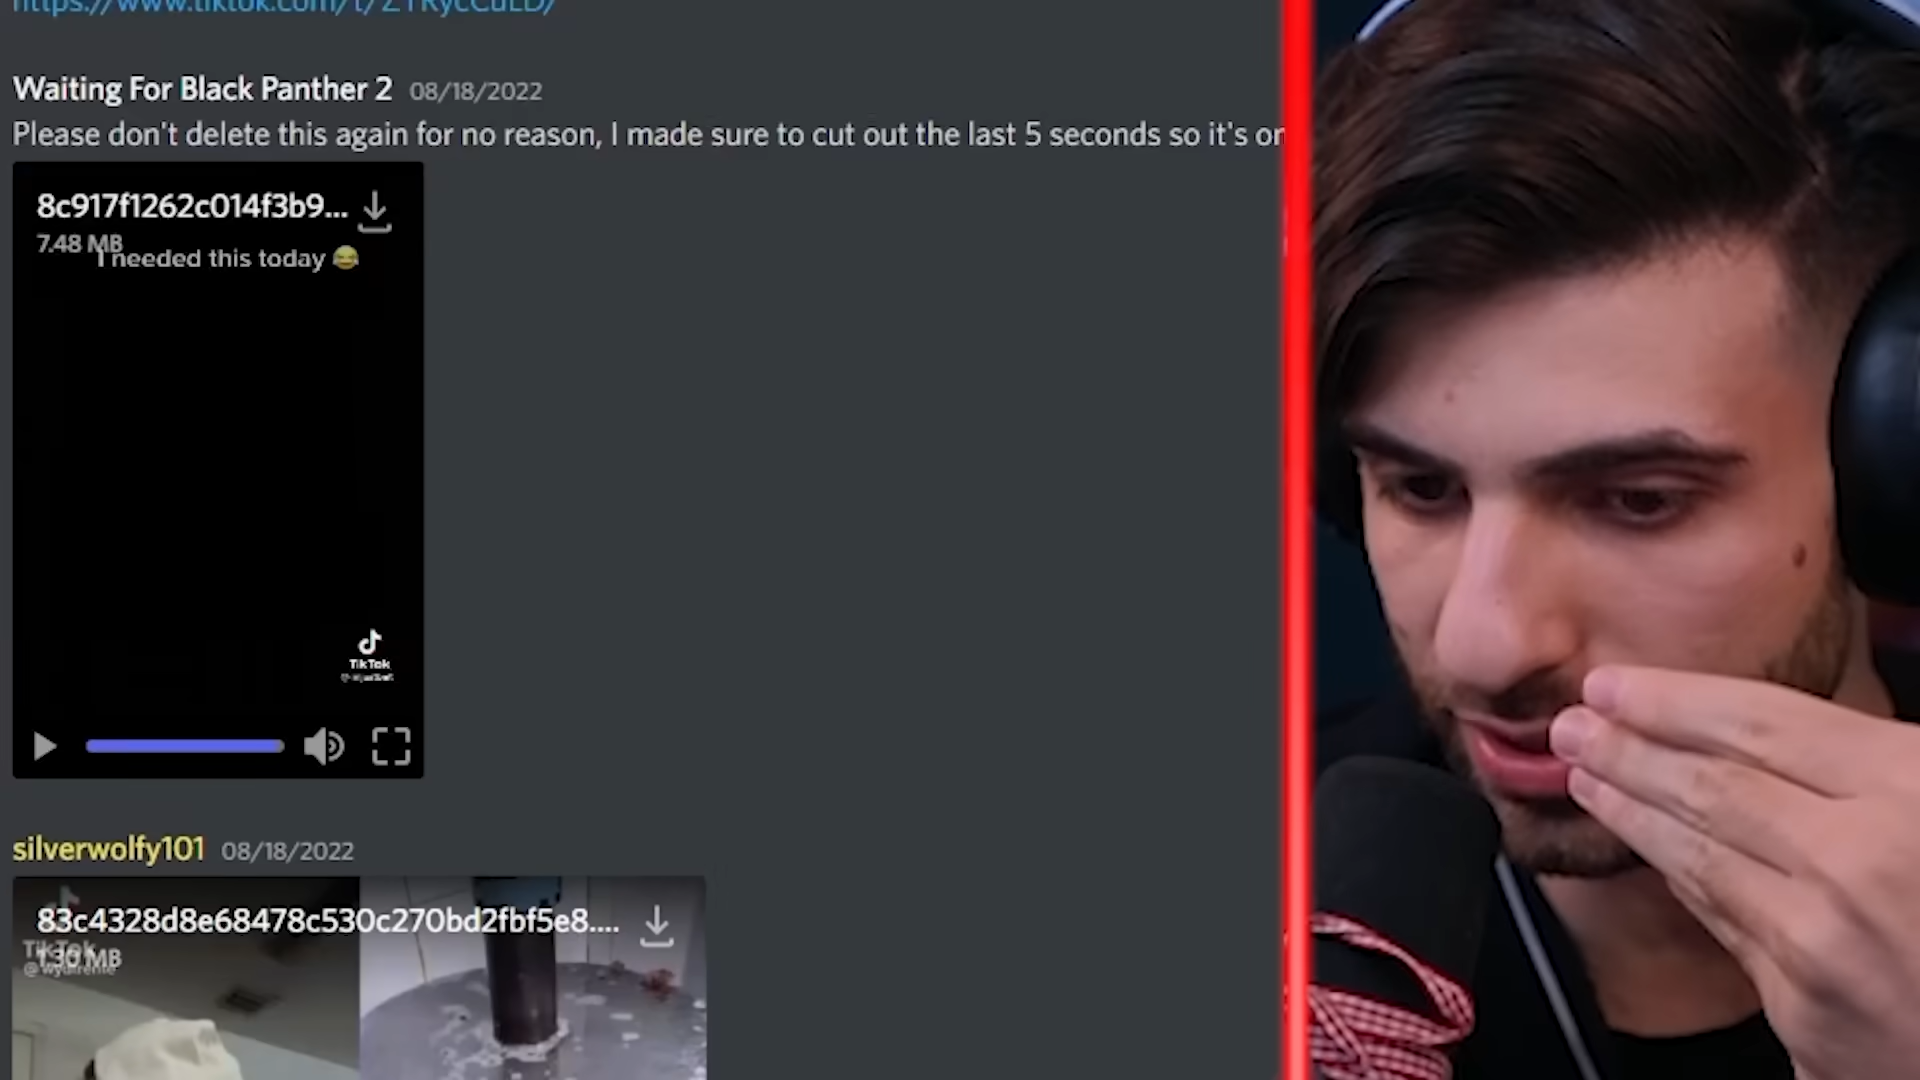 Waiting For Black Panther 2 08/18/2022
Please don't delete this again for no reason, I made sure to cut out the last 5 seconds so it's
8c917f1262c014f3b9...
7.48 MB
I needed this today 😂
TikTok
silverwolfy101 08/18/2022
83c4328d8e68478c530c270bd2fbf5e8....
TikTok
1.30 MB